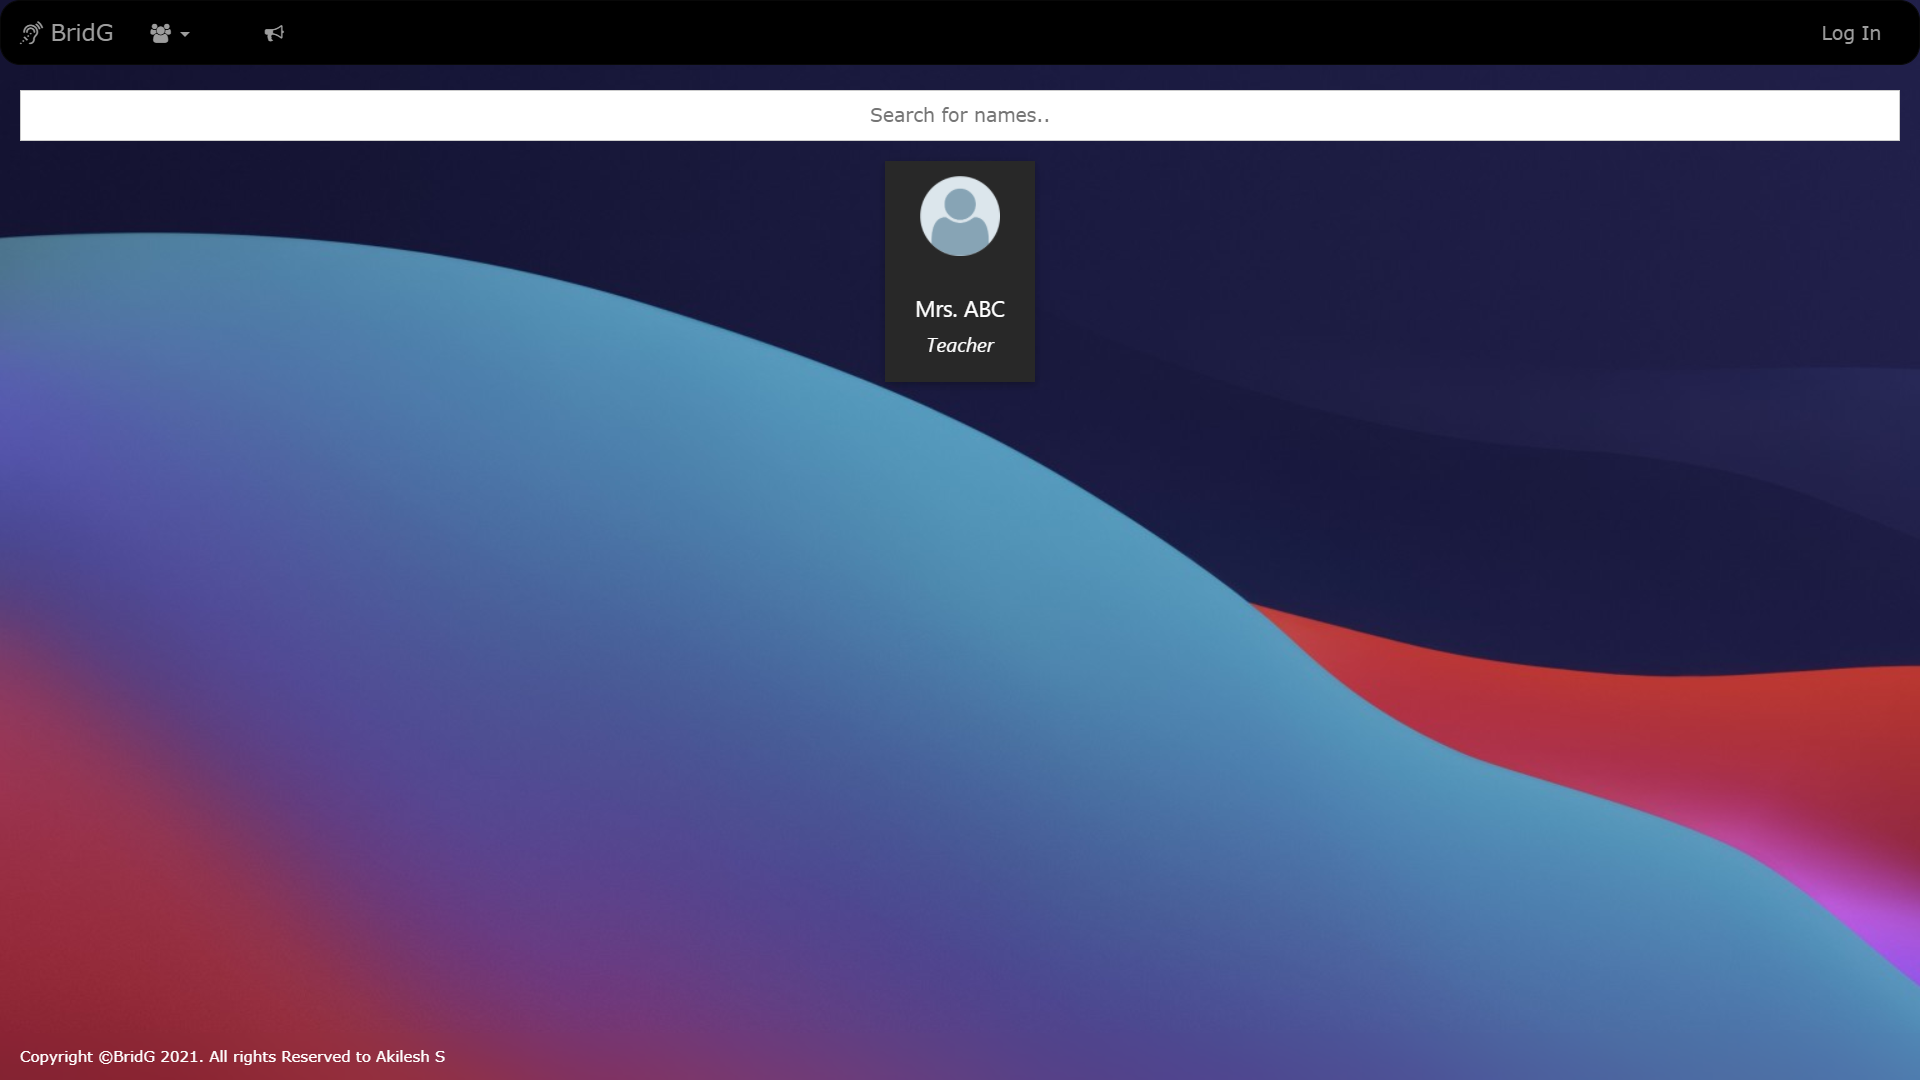 BridG
Log In
Search for names..
Mrs. ABC
Teacher
Copyright ©BridG 2021. All rights Reserved to Akilesh S